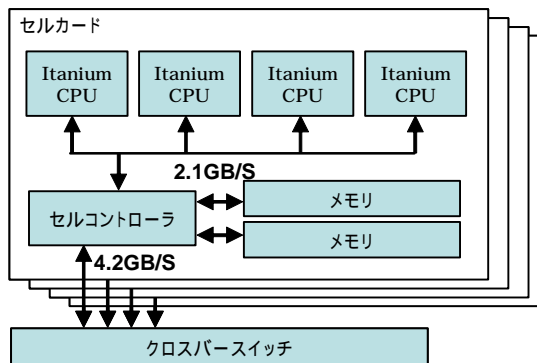 セルカード
Itanium CPU
Itanium CPU
Itanium CPU
Itanium CPU
2.1GB/S
セルコントローラ
メモリ
メモリ
4.2GB/S
クロスバースイッチ